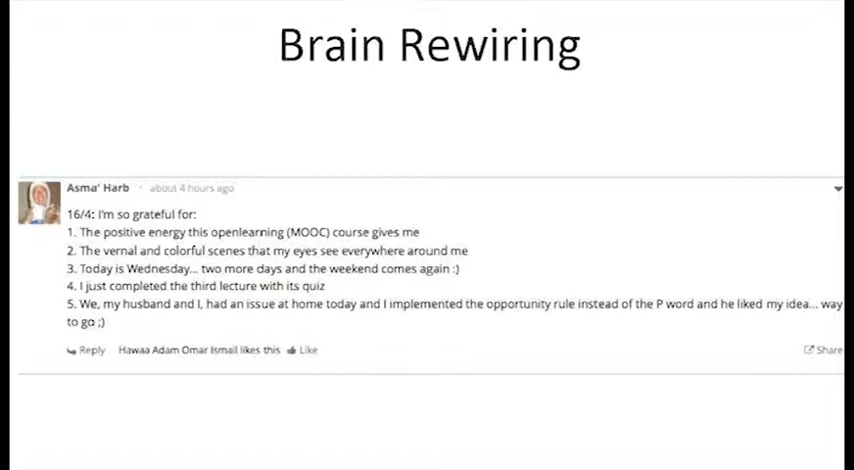 Brain Rewiring
Asma' Harb · about 4 hours ago
16/4: I'm so grateful for:
1. The positive energy this openlearning (MOOC) course gives me
2. The vernal and colorful scenes that my eyes see everywhere around me
3. Today is Wednesday... two more days and the weekend comes again :)
4. I just completed the third lecture with its quiz
5. We, my husband and I, had an issue at home today and I implemented the opportunity rule instead of the P word and he liked my idea... way
to go ;)
Reply Hawaa Adam Omar Ismail likes this Like Share